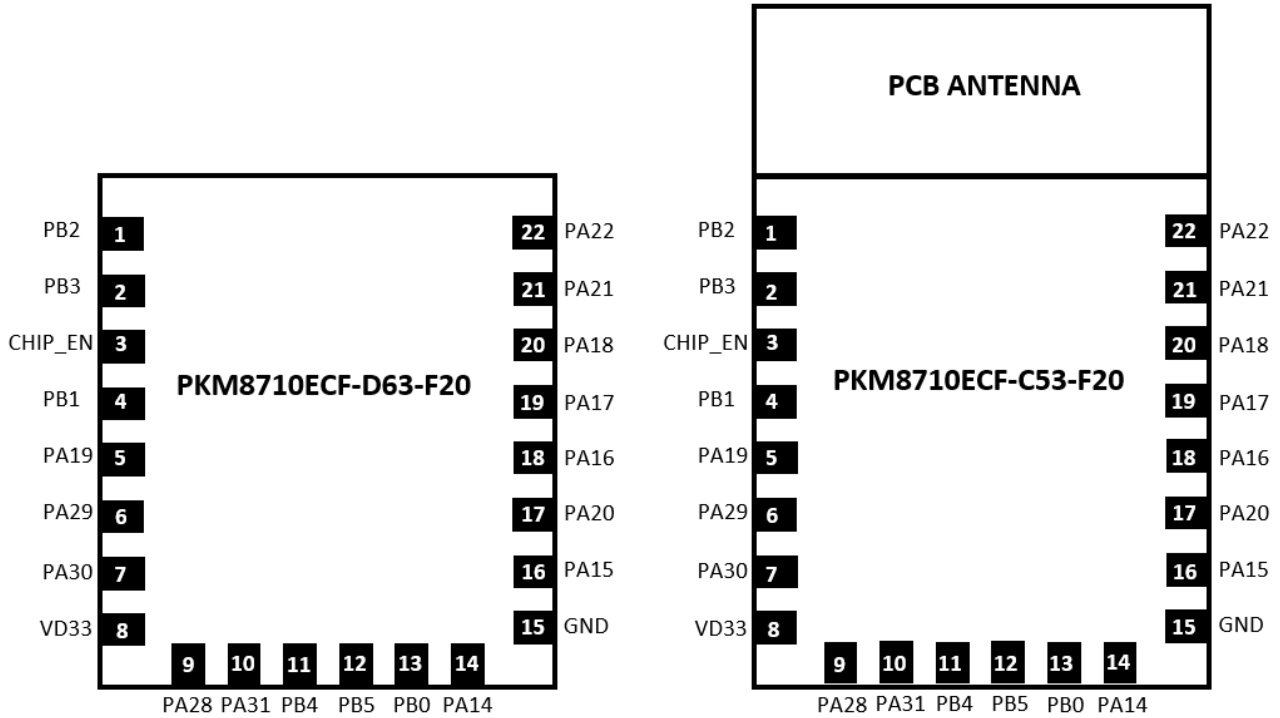 PCB ANTENNA
PB2 1 22 PA22 PB2 1 22 PA22
PB3 2 21 PA21 PB3 2 21 PA21
CHIP_EN 3 20 PA18 CHIP_EN 3 20 PA18
PKM8710ECF-D63-F20 PKM8710ECF-C53-F20
PB1 4 19 PA17 PB1 4 19 PA17
PA19 5 18 PA16 PA19 5 18 PA16
PA29 6 17 PA20 PA29 6 17 PA20
PA30 7 16 PA15 PA30 7 16 PA15
VD33 8 15 GND VD33 8 15 GND
9 10 11 12 13 14 9 10 11 12 13 14
PA28 PA31 PB4 PB5 PB0 PA14 PA28 PA31 PB4 PB5 PB0 PA14